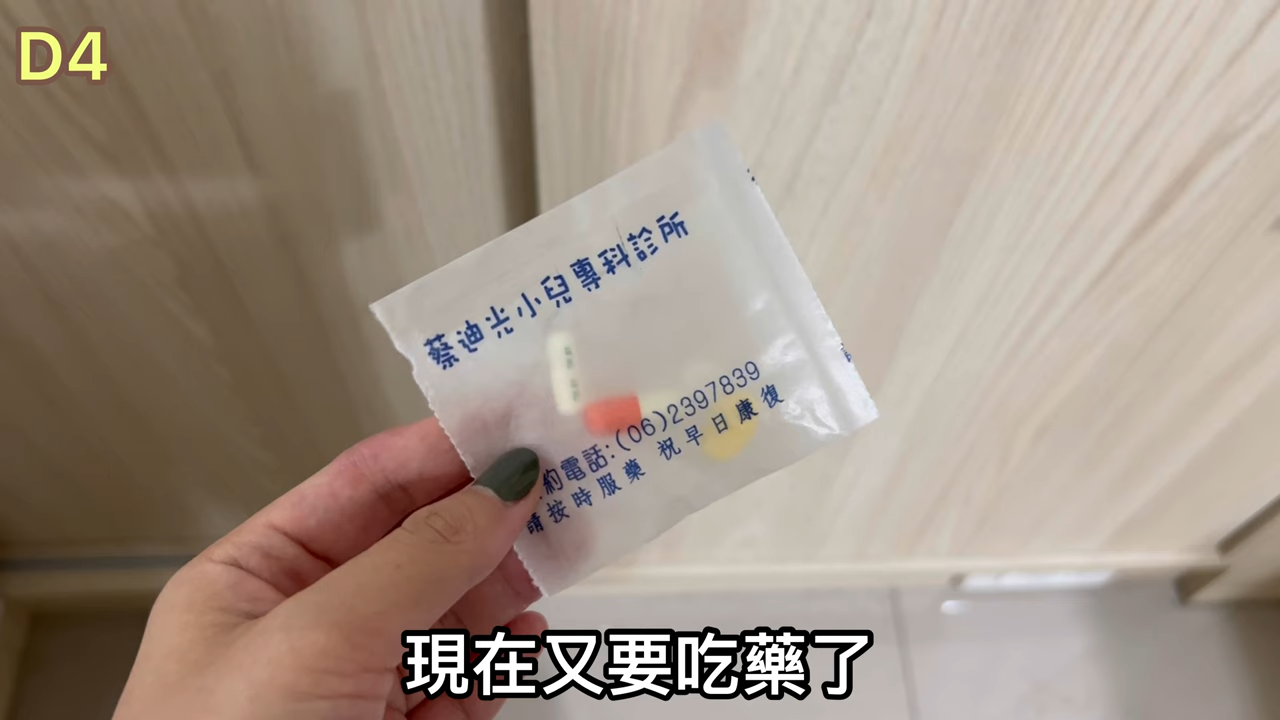 D4
蔡迪光小兒專科診所
約電話:(06)2397839
請按時服藥 祝早日康復
現在又要吃藥了